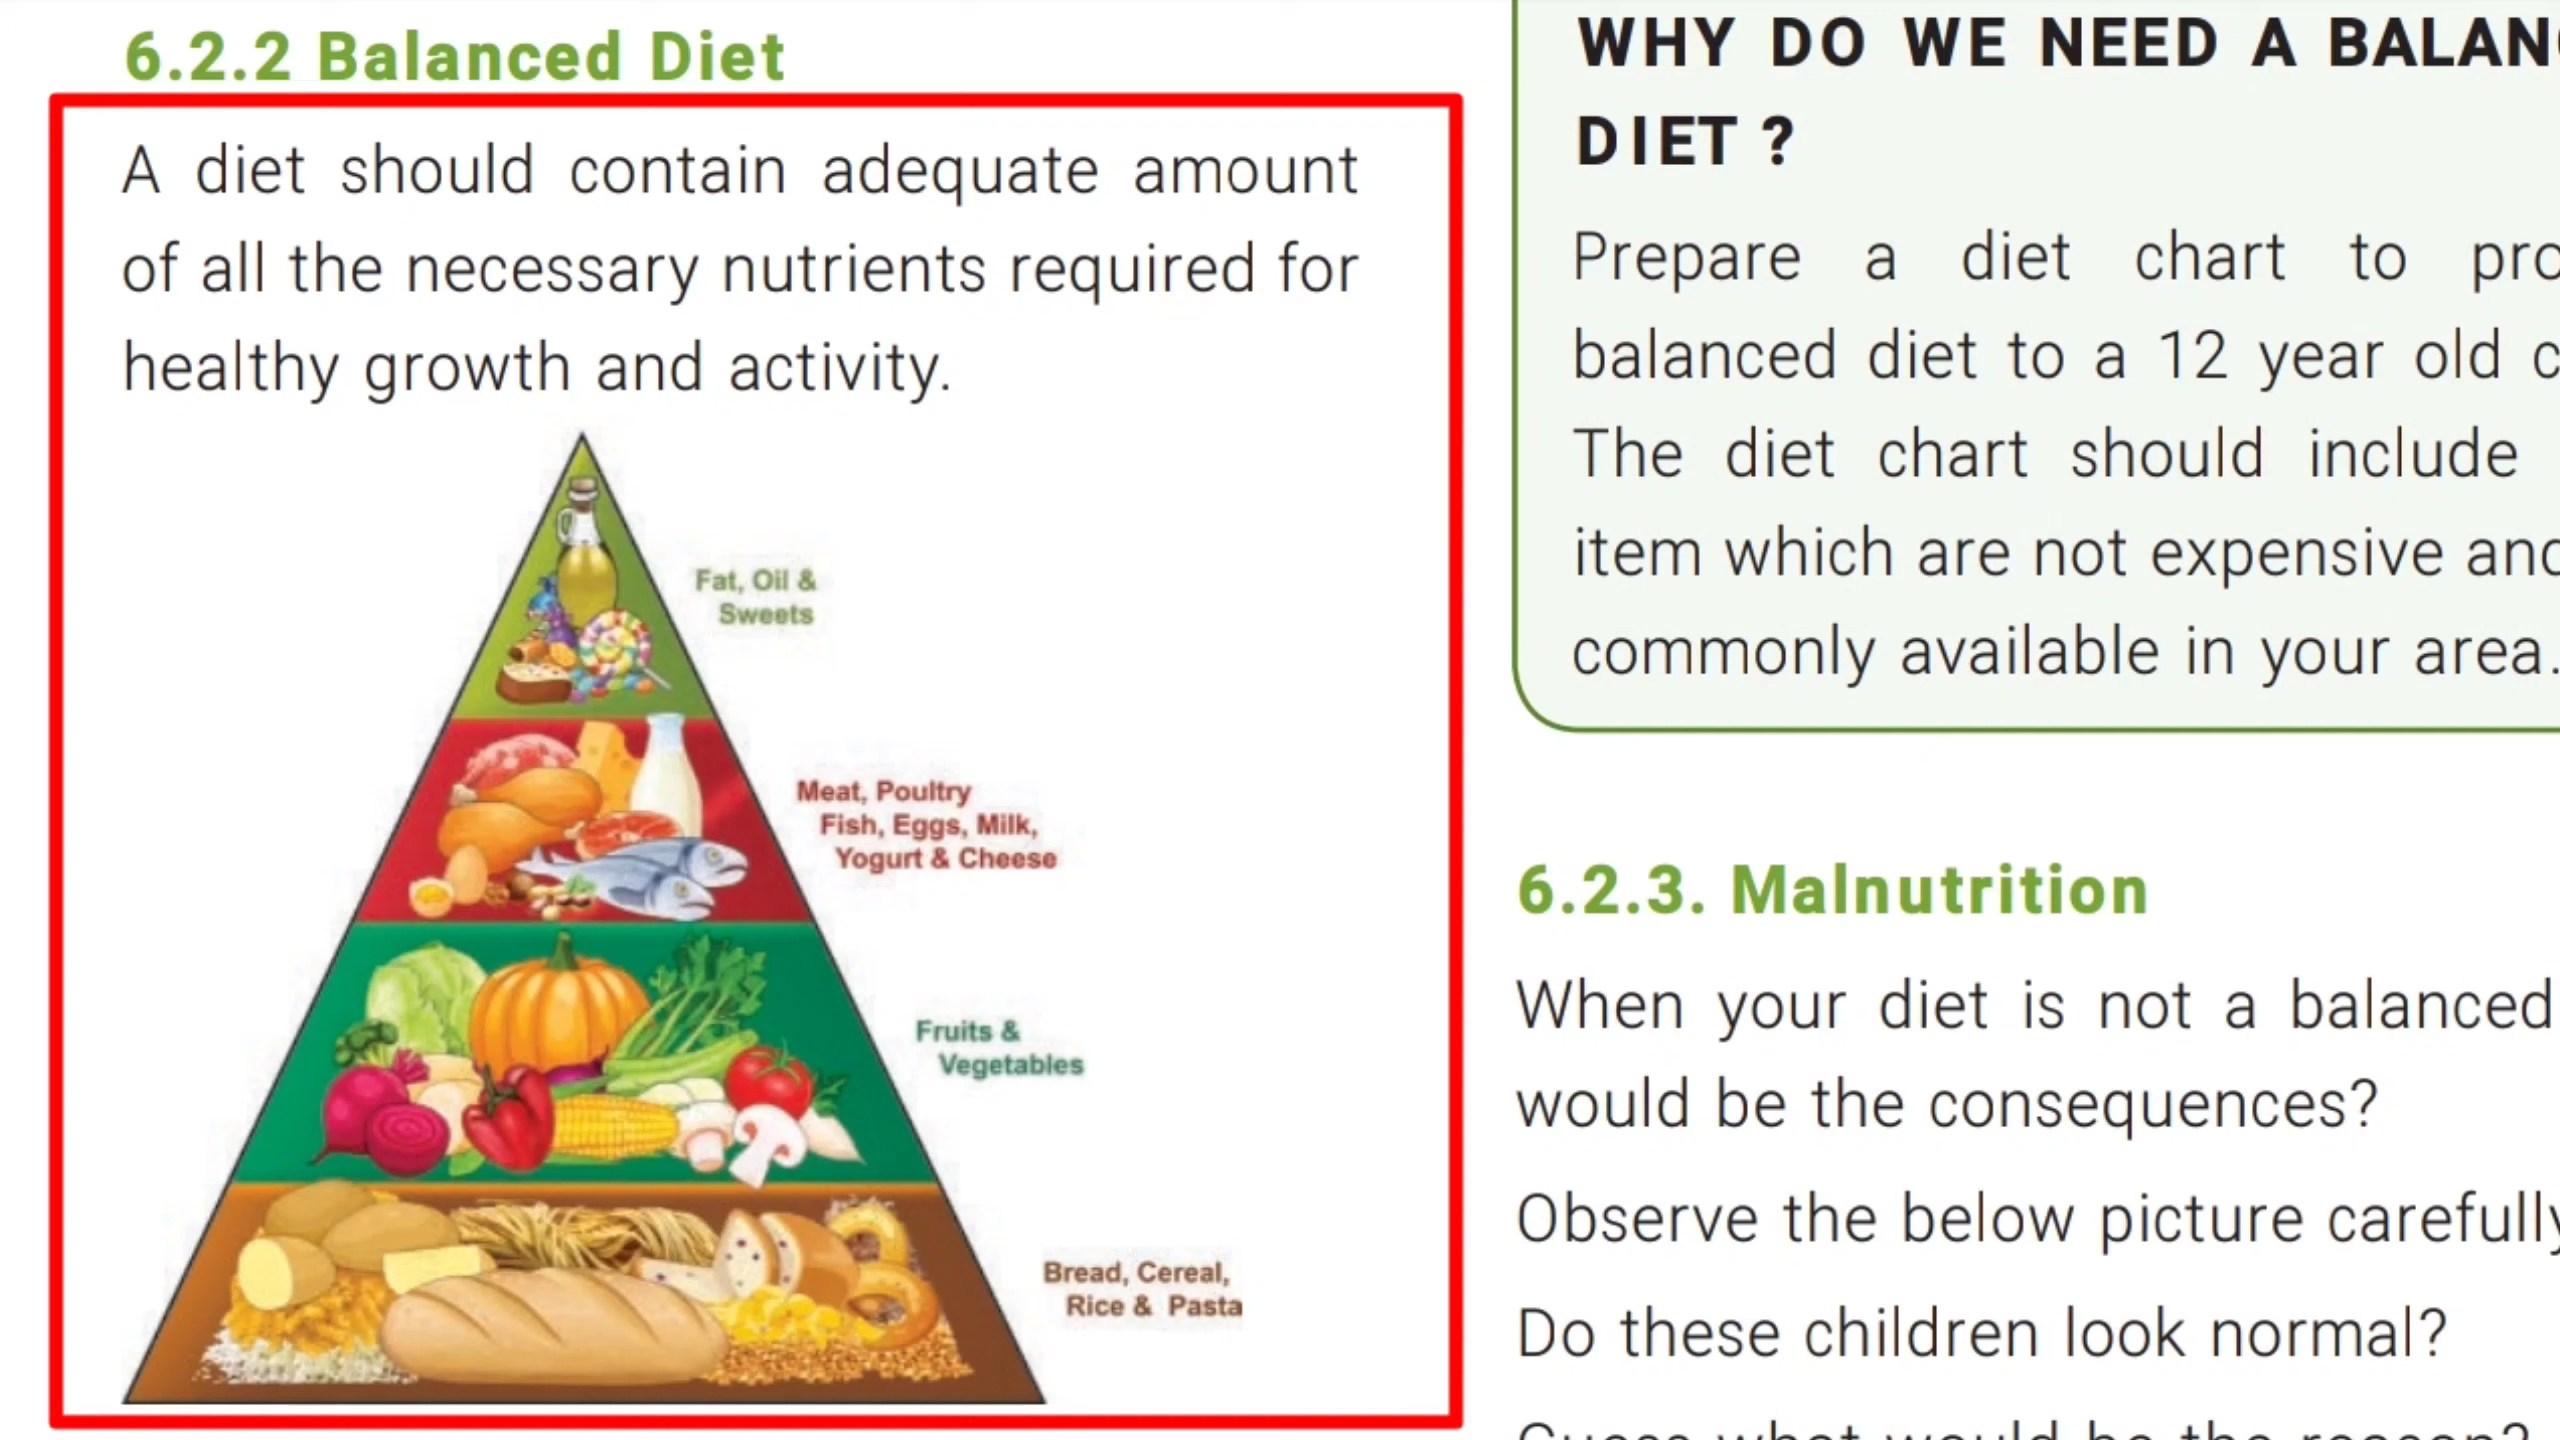 6.2.2 Balanced Diet
A diet should contain adequate amount
of all the necessary nutrients required for
healthy growth and activity.
Fat, Oil &
Sweets
Meat, Poultry
Fish, Eggs, Milk,
Yogurt & Cheese
Fruits &
Vegetables
Bread, Cereal,
Rice & Pasta
WHY DO WE NEED A
DIET ?
Prepare a diet chart to
balanced diet to a 12 year old
The diet chart should include
item which are not expensive
commonly available in your area.
6.2.3. Malnutrition
When your diet is not a balanced
would be the consequences?
Observe the below picture carefully
Do these children look normal?
would be the reason?